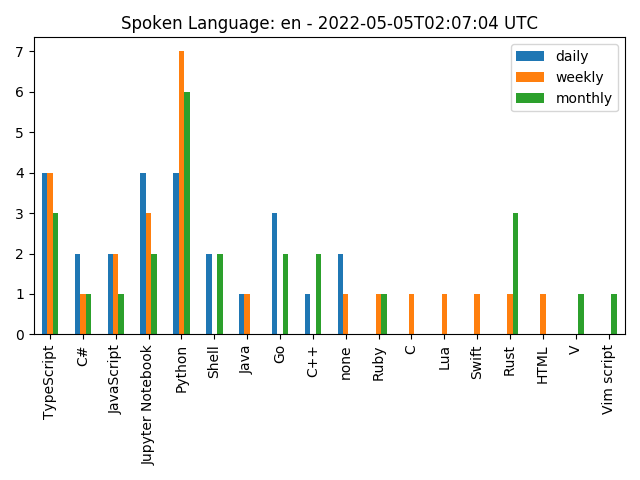 Spoken Language: en - 2022-05-05T02:07:04 UTC
daily
weekly
monthly
7
6
5
4
3
2
1
0
TypeScript
C#
JavaScript
Jupyter Notebook
Python
Shell
Java
Go
C++
none
Ruby
C
Lua
Swift
Rust
HTML
V
Vim script